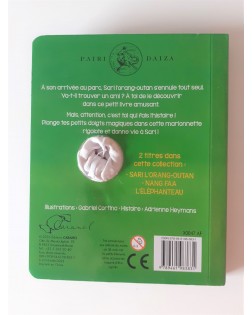 PAIRI DAIZA
À son arrivée au parc, Sari l'orang-outan s'ennuie tout seul.
Va-t-il trouver un ami ? À toi de le découvrir
dans ce petit livre amusant.
Mais, attention, c'est toi qui fais l'histoire !
Plonge tes petits doigts magiques dans cette marionnette
rigolote et donne vie à Sari !
2 titres dans
cette collection :
- SARI L'ORANG-OUTAN
- NANG FAA
L'ÉLÉPHANTEAU
Illustrations : Gabriel Cortina - Histoire : Adrienne Heymans
CE